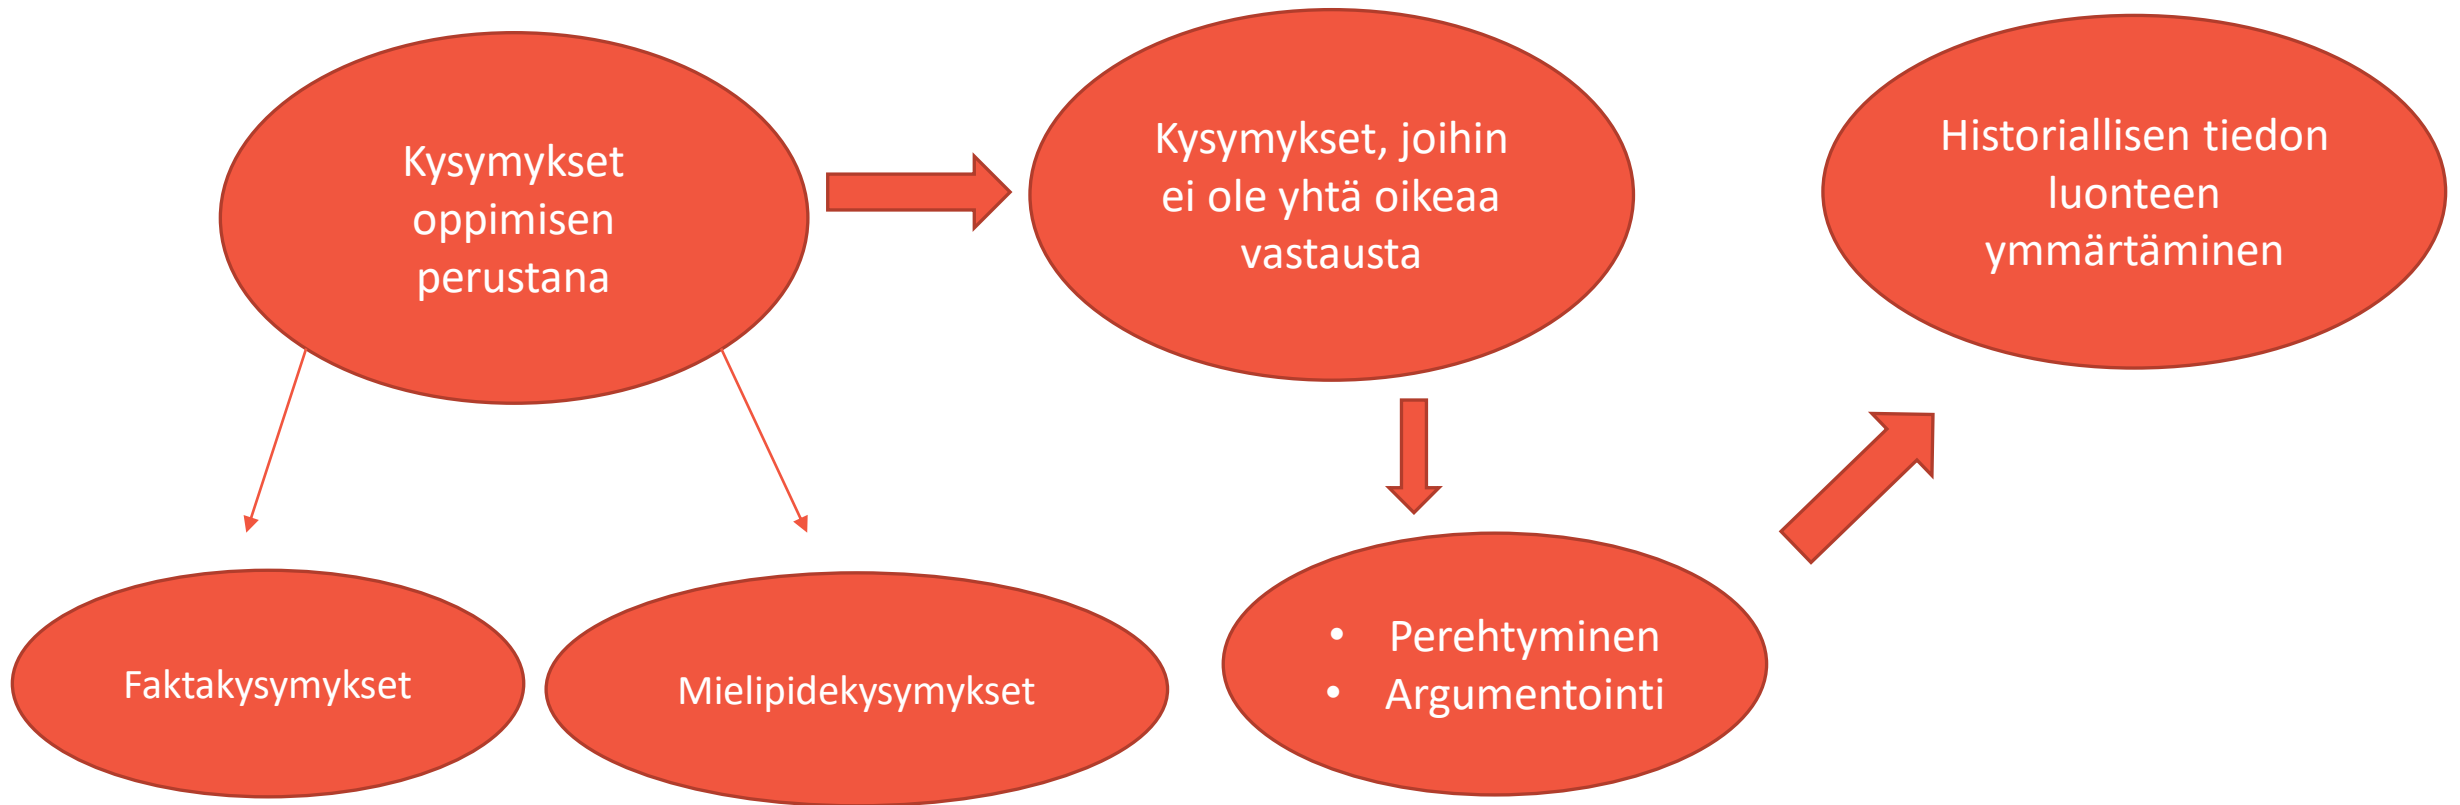 Kysymykset
oppimisen
perustana
Kysymykset, joihin
ei ole yhtä oikeaa
vastausta
Historiallisen tiedon
luonteen
ymmärtäminen
Faktakysymykset
Mielipidekysymykset
• Perehtyminen
• Argumentointi